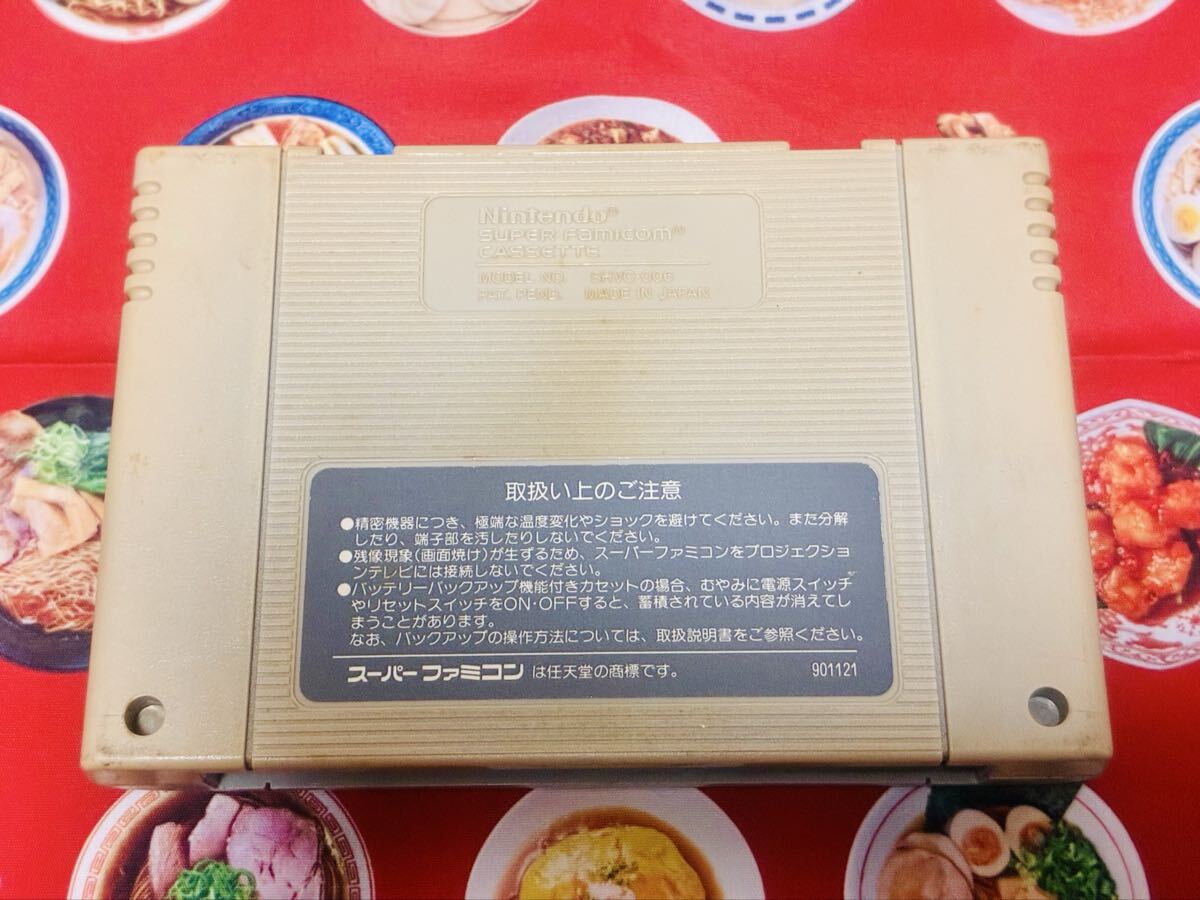 Nintendo®
SUPER FAMICOM®
CASSETTE
MODEL NO. SHVC-006
PAT. PEND. MADE IN JAPAN
取扱い上のご注意
●精密機器につき、極端な温度変化やショックを避けてください。また分解
したり、端子部を汚したりしないでください。
●残像現象(画面焼け)が生ずるため、スーパーファミコンをプロジェクショ
ンテレビには接続しないでください。
●バッテリーバックアップ機能付きカセットの場合、むやみに電源スイッチ
やリセットスイッチをON・OFFすると、蓄積されている内容が消えてし
まうことがあります。
なお、バックアップの操作方法については、取扱説明書をご参照ください。
スーパーファミコン は任天堂の商標です。 901121